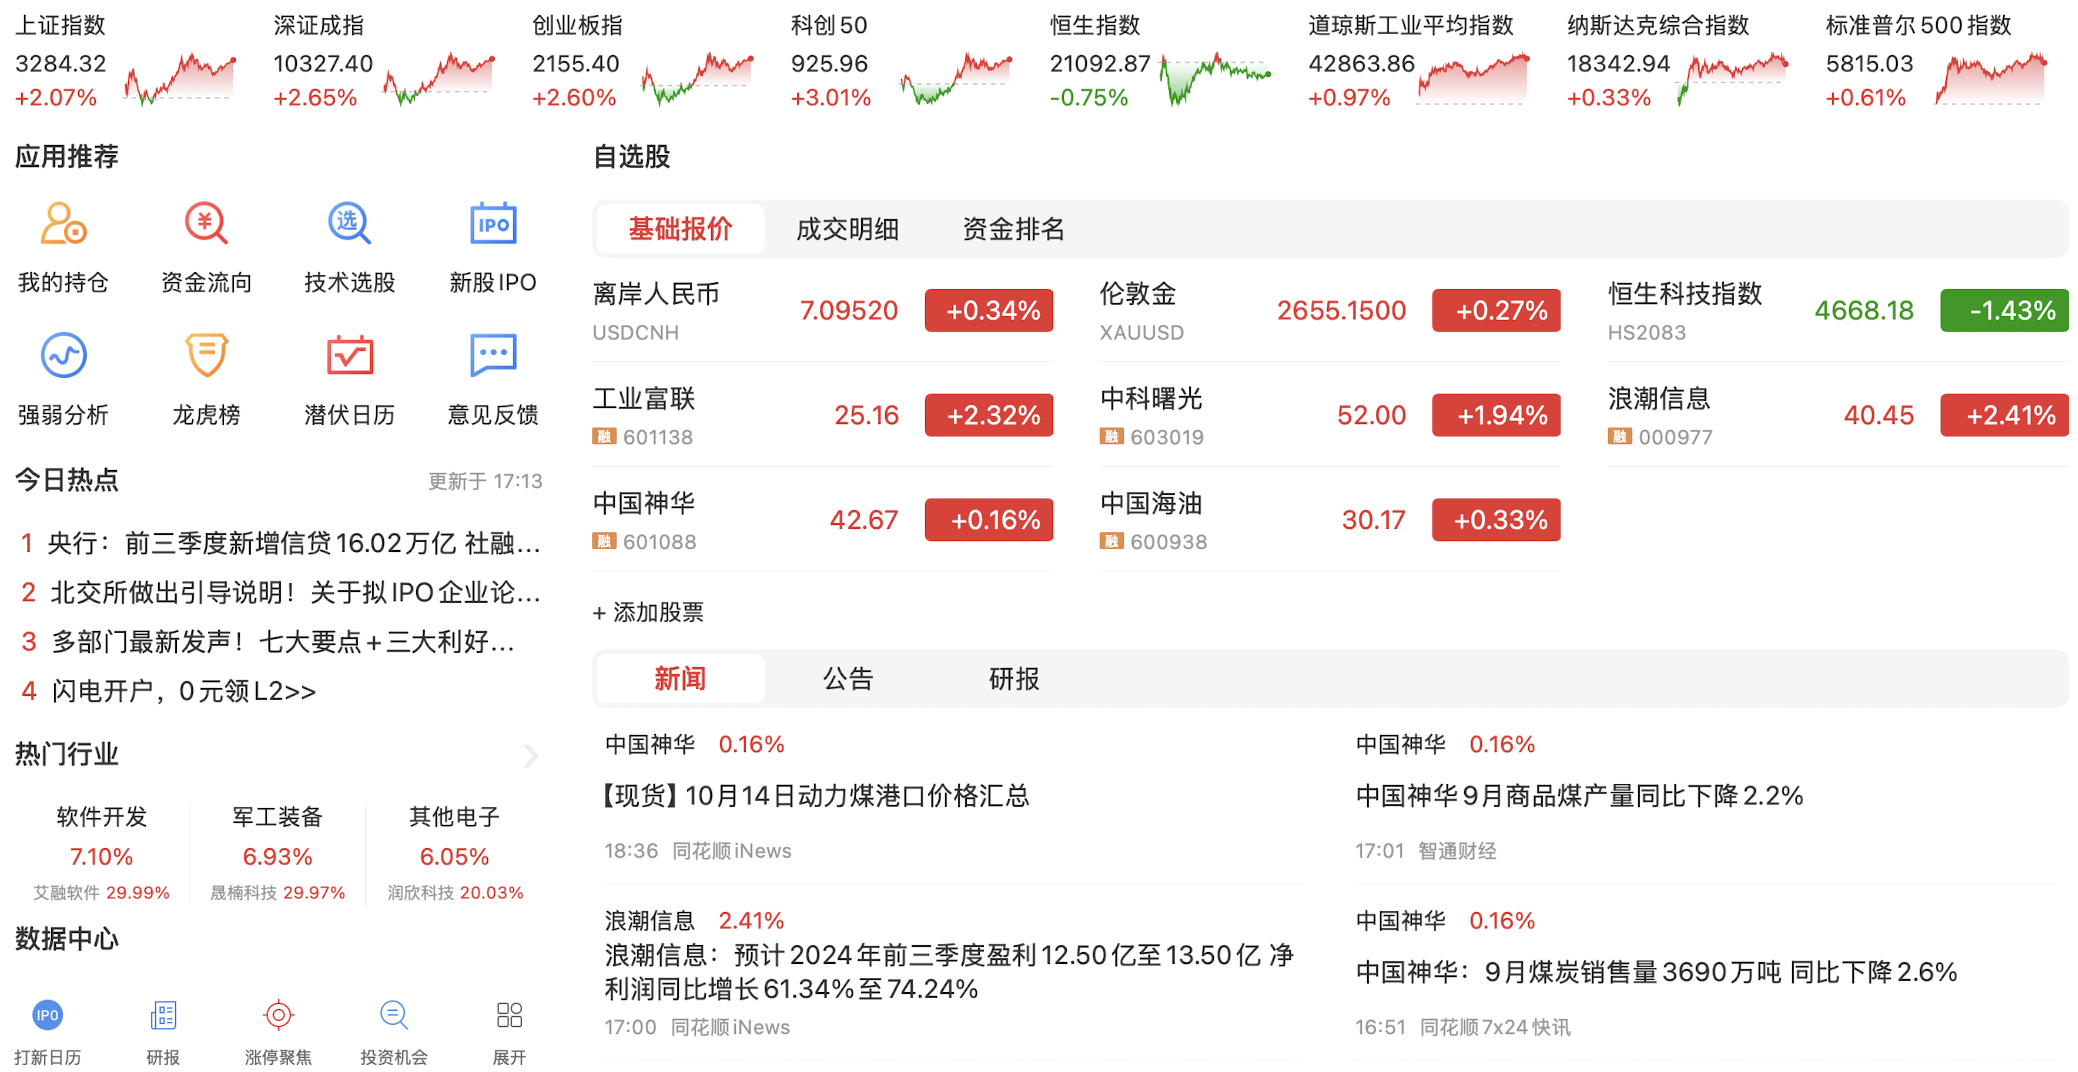 上证指数
3284.32
+2.07%
深证成指
10327.40
+2.65%
创业板指
2155.40
+2.60%
科创50
925.96
+3.01%
恒生指数
21092.87
-0.75%
道琼斯工业平均指数
42863.86
+0.97%
纳斯达克综合指数
18342.94
+0.33%
标准普尔500指数
5815.03
+0.61%
应用推荐
选
IPO
我的持仓
资金流向
技术选股
新股IPO
强弱分析
龙虎榜
潜伏日历
意见反馈
今日热点
更新于 17:13
1 央行：前三季度新增信贷16.02万亿 社融...
2 北交所做出引导说明！关于拟IPO企业论...
3 多部门最新发声！七大要点+三大利好...
4 闪电开户，0元领L2>>
热门行业
软件开发
7.10%
艾融软件 29.99%
军工装备
6.93%
晟楠科技 29.97%
其他电子
6.05%
润欣科技 20.03%
数据中心
IPO
打新日历
研报
涨停聚焦
投资机会
展开
自选股
基础报价 成交明细 资金排名
离岸人民币
USDCNH
7.09520
+0.34%
伦敦金
XAUUSD
2655.1500
+0.27%
恒生科技指数
HS2083
4668.18
-1.43%
工业富联
融 601138
25.16
+2.32%
中科曙光
融 603019
52.00
+1.94%
浪潮信息
融 000977
40.45
+2.41%
中国神华
融 601088
42.67
+0.16%
中国海油
融 600938
30.17
+0.33%
+ 添加股票
新闻 公告 研报
中国神华 0.16%
【现货】10月14日动力煤港口价格汇总
18:36 同花顺iNews
中国神华 0.16%
中国神华9月商品煤产量同比下降2.2%
17:01 智通财经
浪潮信息 2.41%
浪潮信息：预计2024年前三季度盈利12.50亿至13.50亿 净
利润同比增长61.34%至74.24%
17:00 同花顺iNews
中国神华 0.16%
中国神华：9月煤炭销售量3690万吨 同比下降2.6%
16:51 同花顺7x24快讯